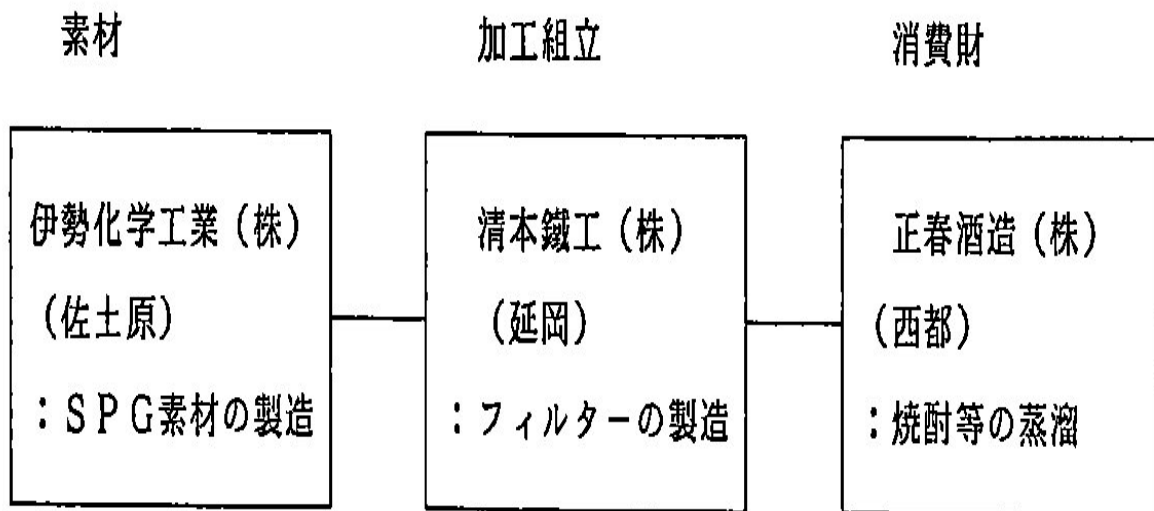 素材
加工組立
消費財
伊勢化学工業（株）
（佐土原）
：ＳＰＧ素材の製造
清本鐵工（株）
（延岡）
：フィルターの製造
正春酒造（株）
（西都）
：焼酎等の蒸溜